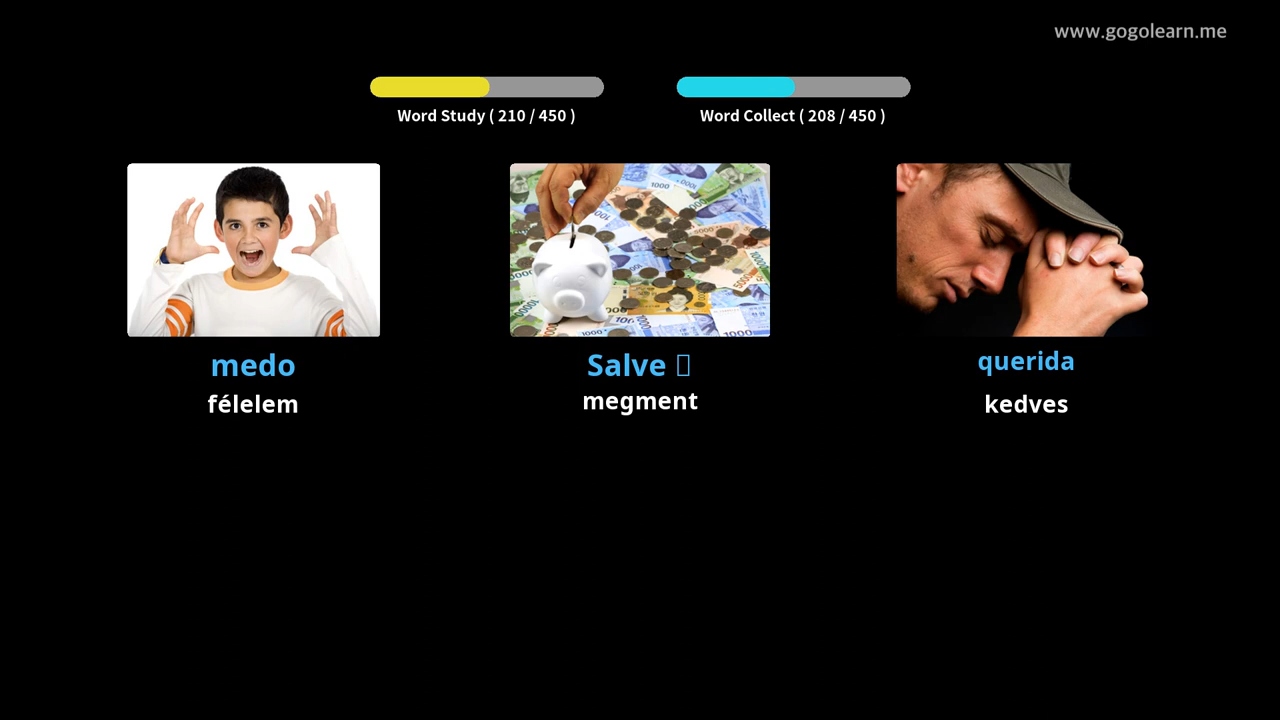 www.gogolearn.me
Word Study ( 210 / 450 )
Word Collect ( 208 / 450 )
medo
Salve
querida
félelem
megment
kedves